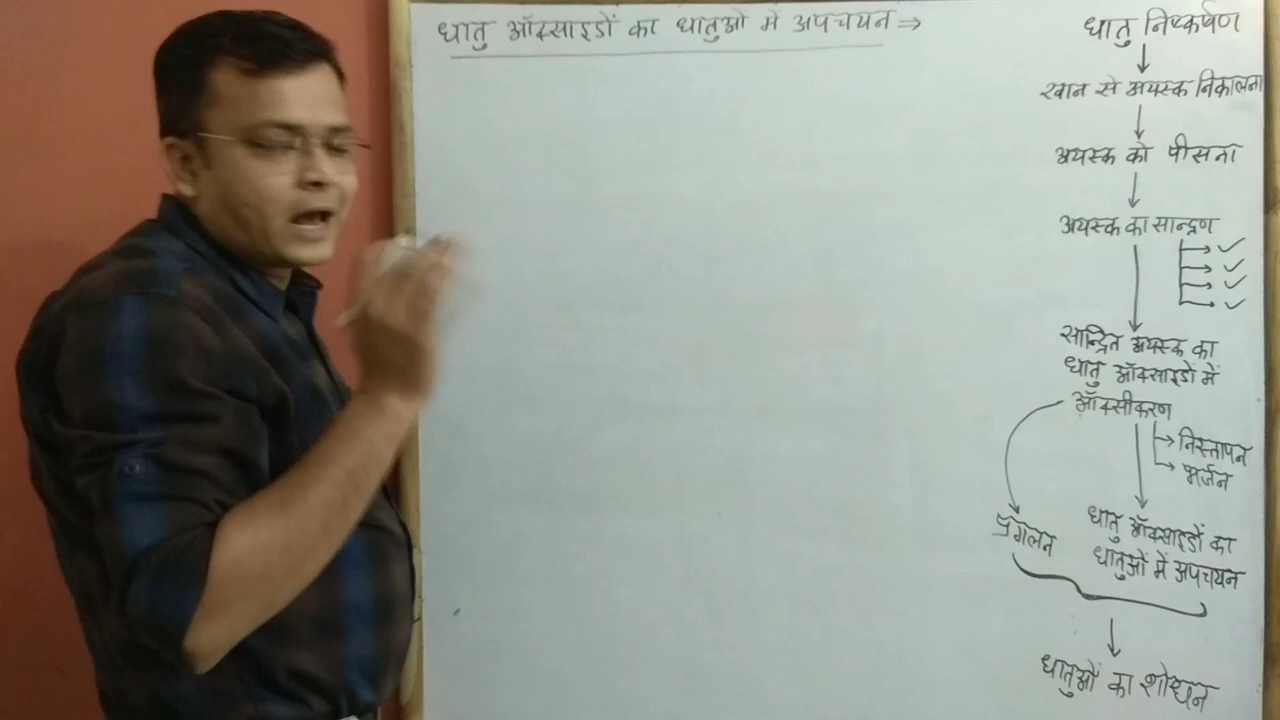 धातु ऑक्साइडों का धातुओं में अपचयन ⇒
धातु निष्कर्षण
↓
खान से अयस्क निकालना
↓
अयस्क को पीसना
↓
अयस्क का सान्द्रण
→ ✓
→ ✓
→ ✓
→ ✓
↓
सान्द्रित अयस्क का
धातु ऑक्साइडों में
ऑक्सीकरण
→ निस्तापन
→ भर्जन
↓
प्रगलन
धातु ऑक्साइडों का
धातुओं में अपचयन
↓
धातुओं का शोधन